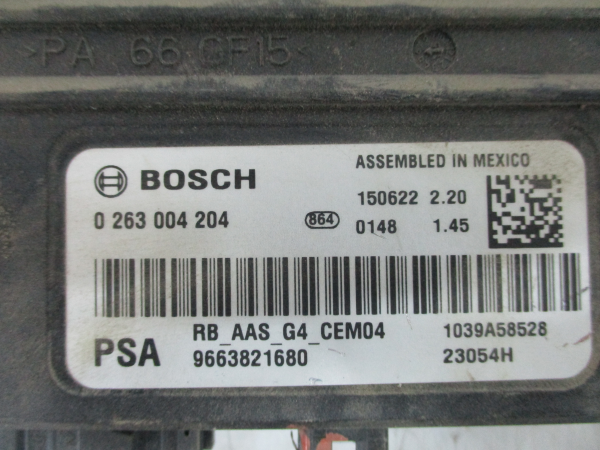 >PA 66 GF15<
BOSCH
ASSEMBLED IN MEXICO
0 263 004 204
864
150622 2.20
0148 1.45
PSA
RB_AAS_G4_CEM04
9663821680
1039A58528
23054H